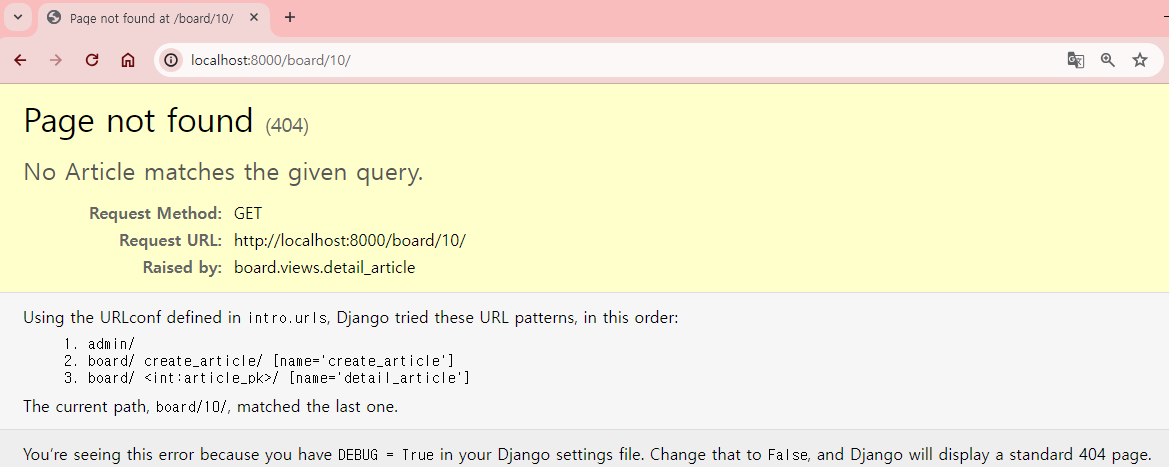 Page not found at /board/10/
localhost:8000/board/10/
Page not found (404)
No Article matches the given query.
Request Method: GET
Request URL: http://localhost:8000/board/10/
Raised by: board.views.detail_article
Using the URLconf defined in intro.urls, Django tried these URL patterns, in this order:
1. admin/
2. board/ create_article/ [name='create_article']
3. board/ <int:article_pk>/ [name='detail_article']
The current path, board/10/, matched the last one.
You're seeing this error because you have DEBUG = True in your Django settings file. Change that to False, and Django will display a standard 404 page.